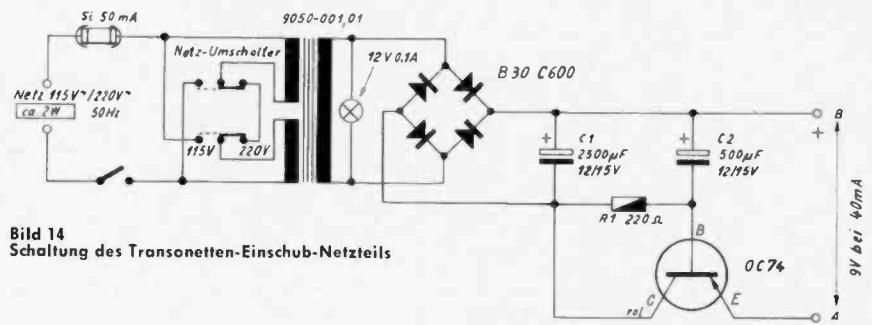 Si 50 mA
9050-001,01
Netz-Umschalter
12V 0,1A
B 30 C600
Netz 115V~/220V~
ca. 2W 50Hz
115V 220V
B
+
+
C1
2500µF
12/15V
+
C2
500µF
12/15V
R1 220Ω
9V bei 40mA
Bild 14
Schaltung des Transonetten-Einschub-Netzteils
B
OC74
C
E
rot
A